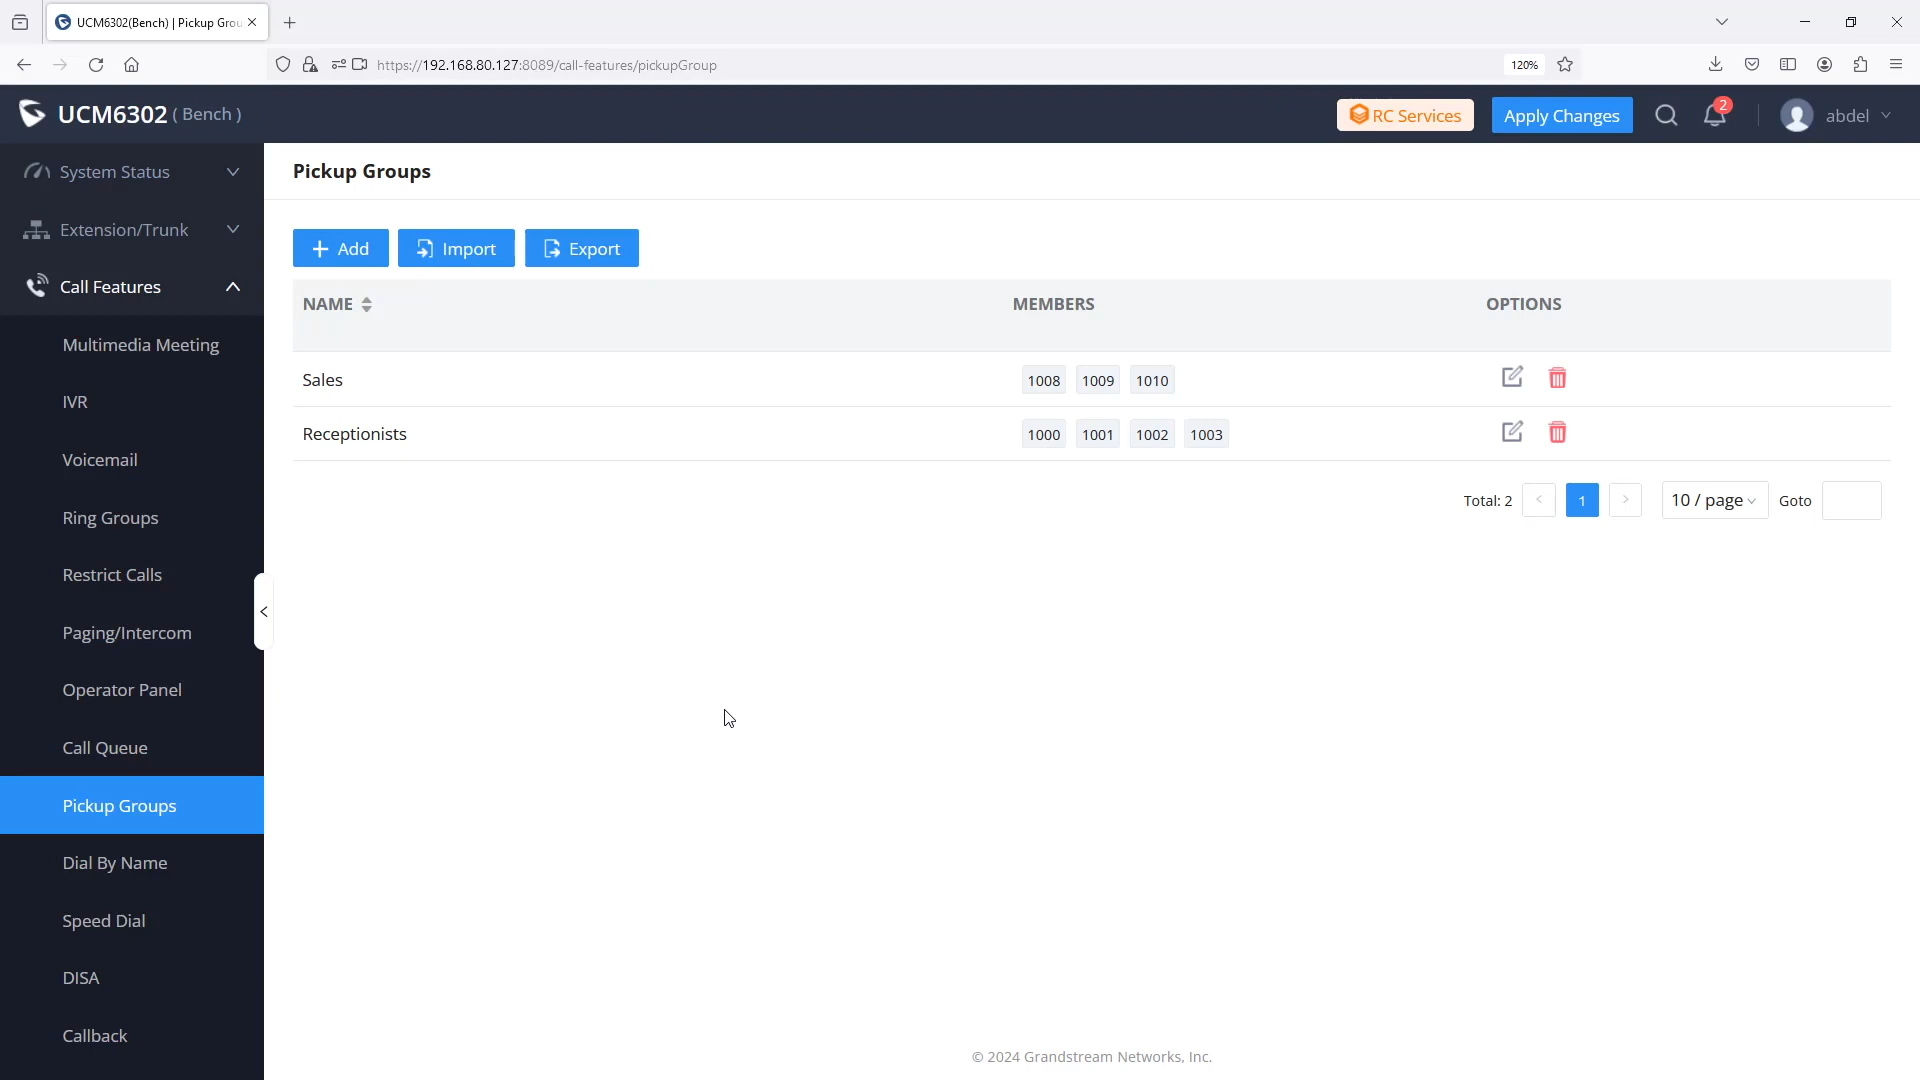 UCM6302(Bench) | Pickup Grou
https://192.168.80.127:8089/call-features/pickupGroup
120%
UCM6302 ( Bench )
RC Services
Apply Changes
2
abdel
System Status
Extension/Trunk
Call Features
Multimedia Meeting
IVR
Voicemail
Ring Groups
Restrict Calls
Paging/Intercom
Operator Panel
Call Queue
Pickup Groups
Dial By Name
Speed Dial
DISA
Callback
Pickup Groups
Add
Import
Export
NAME MEMBERS OPTIONS
Sales 1008 1009 1010
Receptionists 1000 1001 1002 1003
Total: 2 < 1 > 10 / page Goto
© 2024 Grandstream Networks, Inc.